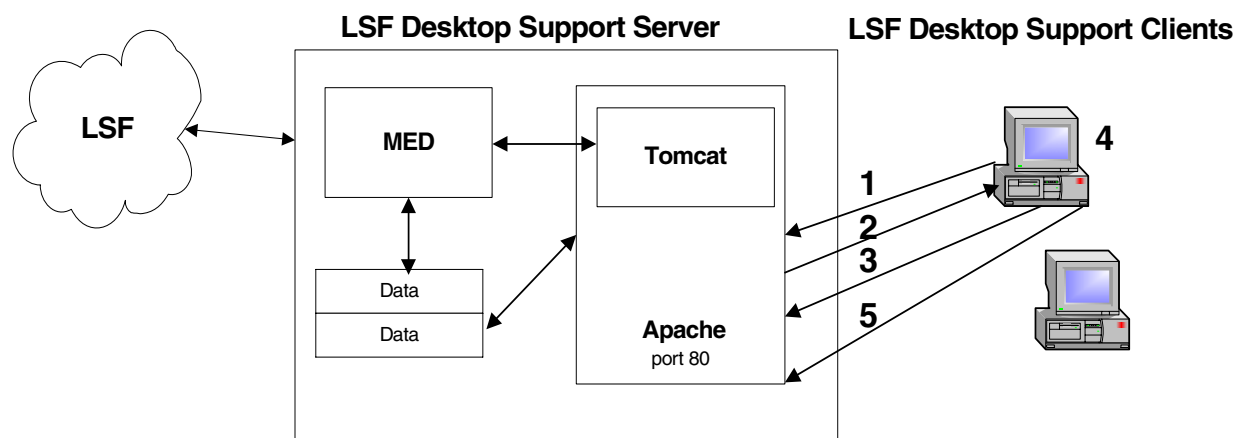 LSF Desktop Support Server
LSF Desktop Support Clients
LSF
MED
Tomcat
4
1
2
3
5
Data
Data
Apache
port 80